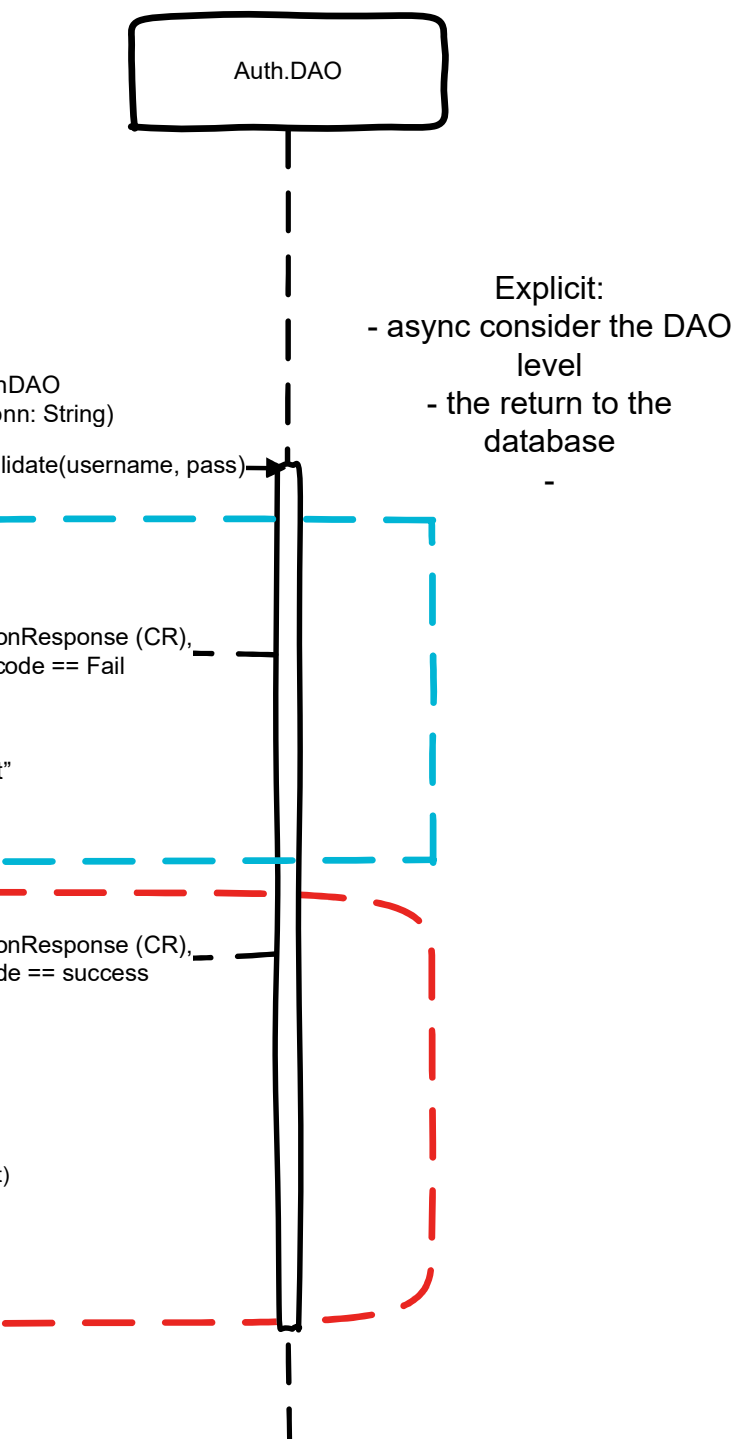 Auth.DAO
Explicit:
- async consider the DAO
level
- the return to the
database
-
nDAO
onn: String)
lidate(username, pass)
onResponse (CR),
code == Fail
t”
onResponse (CR),
de == success
t)